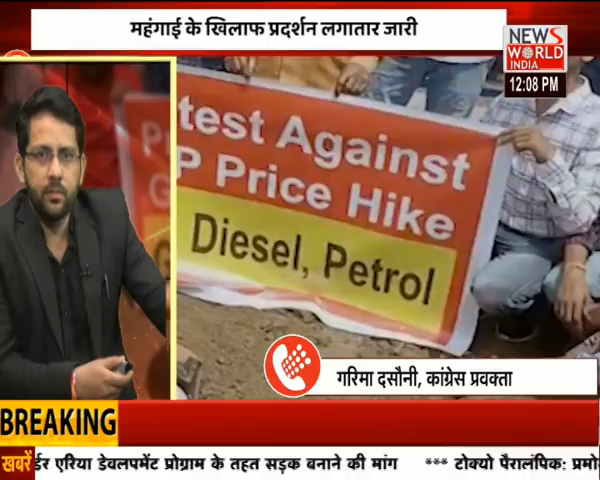 महंगाई के खिलाफ प्रदर्शन लगातार जारी
NEWS
WORLD
INDIA
12:08 PM
test Against
P Price Hike
Diesel, Petrol
गरिमा दसौनी, कांग्रेस प्रवक्ता
BREAKING
खबरें र्डर एरिया डेवलपमेंट प्रोग्राम के तहत सड़क बनाने की मांग *** टोक्यो पैरालंपिक: प्रमो